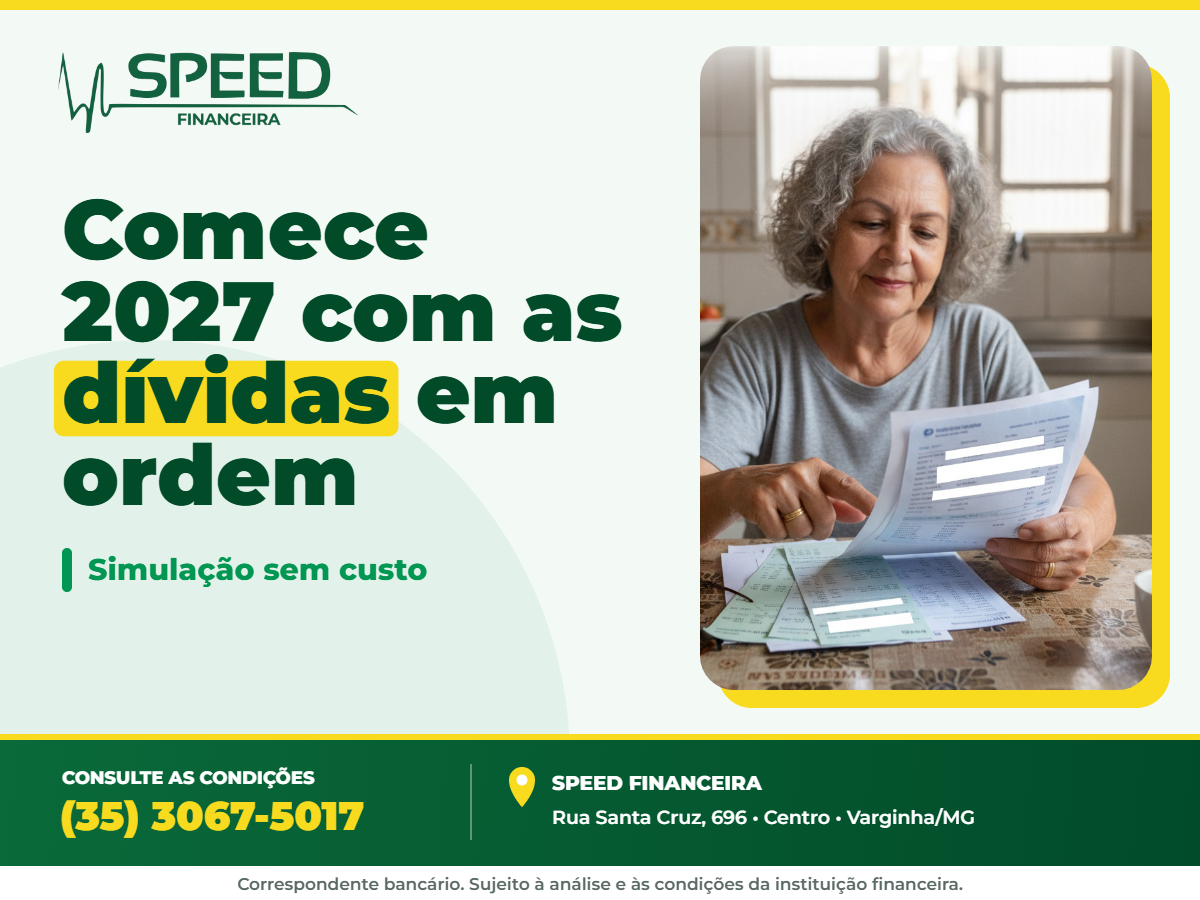 SPEED
FINANCEIRA
Comece
2027 com as
dívidas em
ordem
Simulação sem custo
CONSULTE AS CONDIÇÕES
(35) 3067-5017
SPEED FINANCEIRA
Rua Santa Cruz, 696 • Centro • Varginha/MG
Correspondente bancário. Sujeito à análise e às condições da instituição financeira.